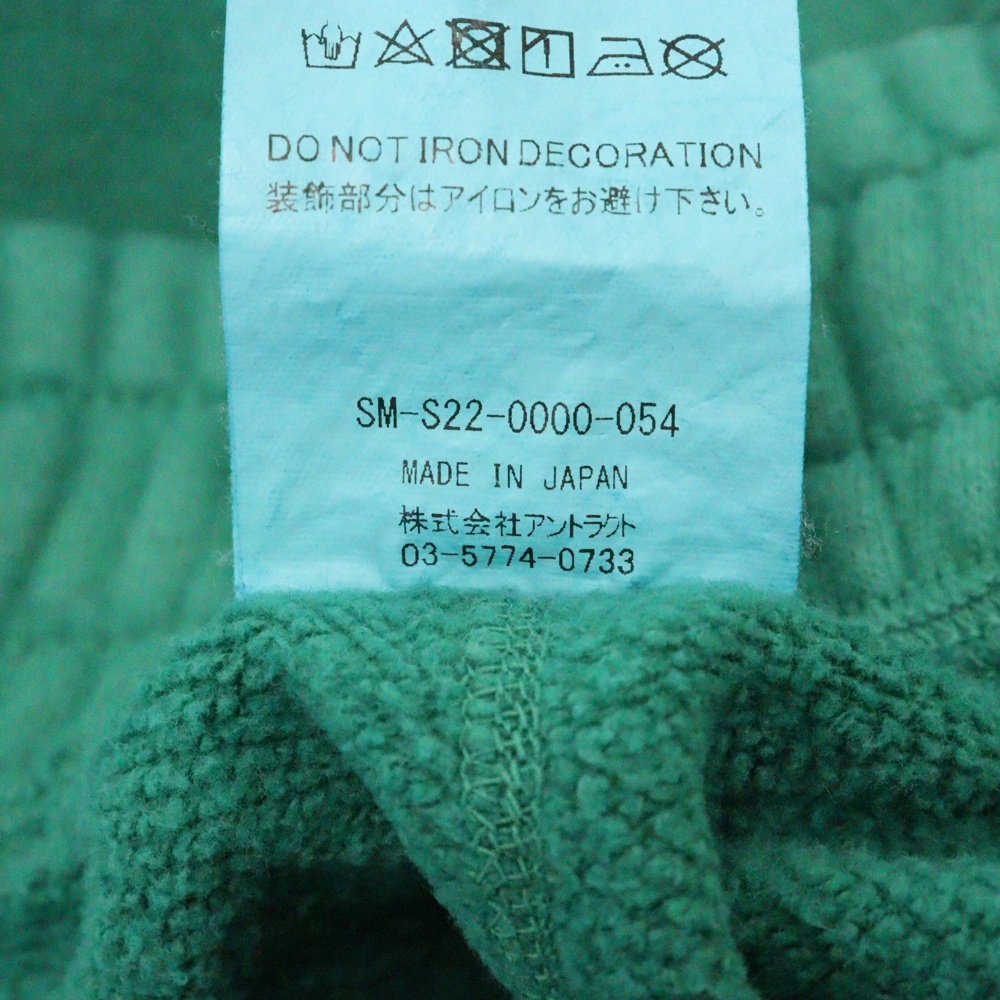 DO NOT IRON DECORATION
装飾部分はアイロンをお避け下さい。
SM-S22-0000-054
MADE IN JAPAN
株式会社アントラクト
03-5774-0733